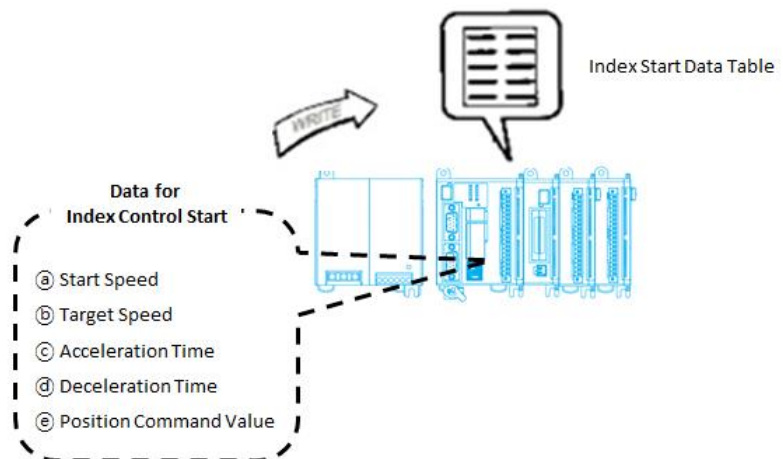 Index Start Data Table
WRITE
Data for
Index Control Start
ⓐ Start Speed
ⓑ Target Speed
ⓒ Acceleration Time
ⓓ Deceleration Time
ⓔ Position Command Value